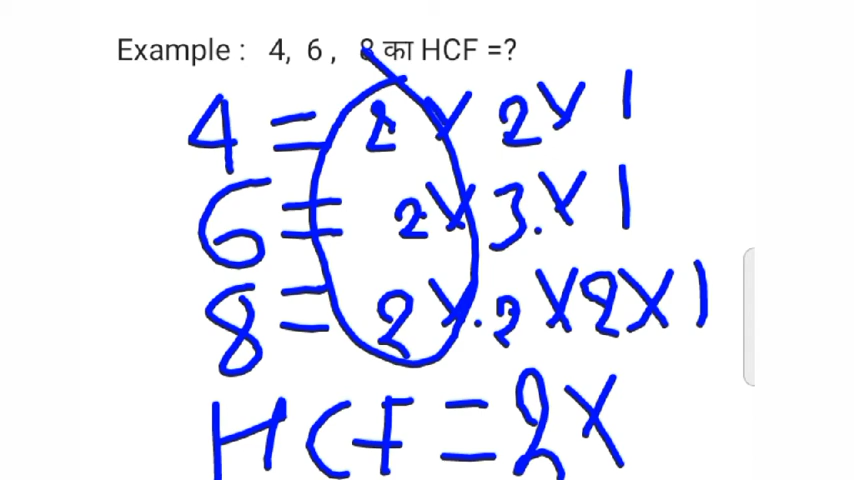 Example : 4, 6 , 8 का HCF =?
4 = 2 X 2 X 1
6 = 2 X 3 X 1
8 = 2 X 2 X 2 X 1
HCF = 2 X